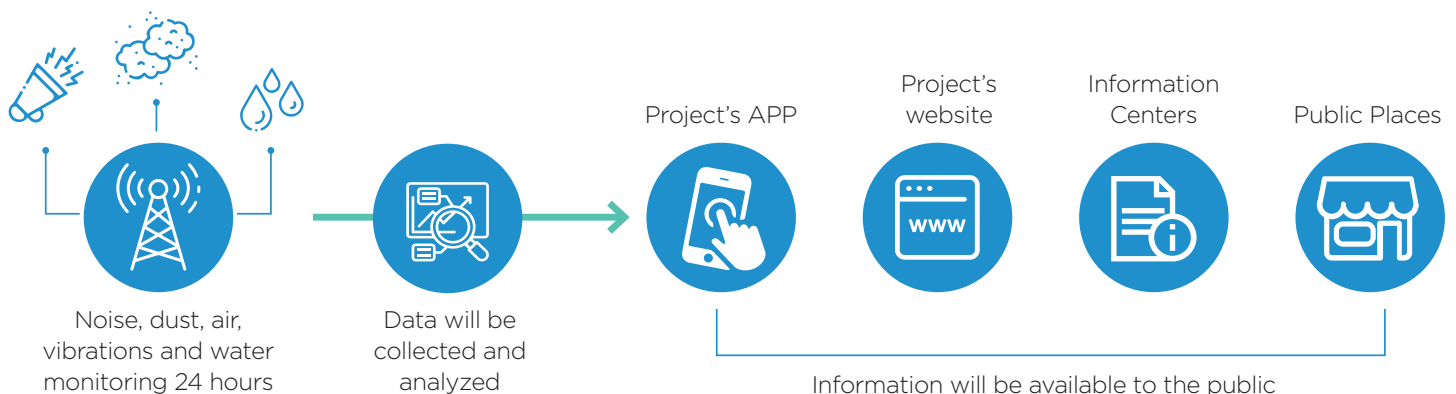 Project's APP
Project's
website
Information
Centers
Public Places
www
i
Noise, dust, air,
vibrations and water
monitoring 24 hours
Data will be
collected and
analyzed
Information will be available to the public